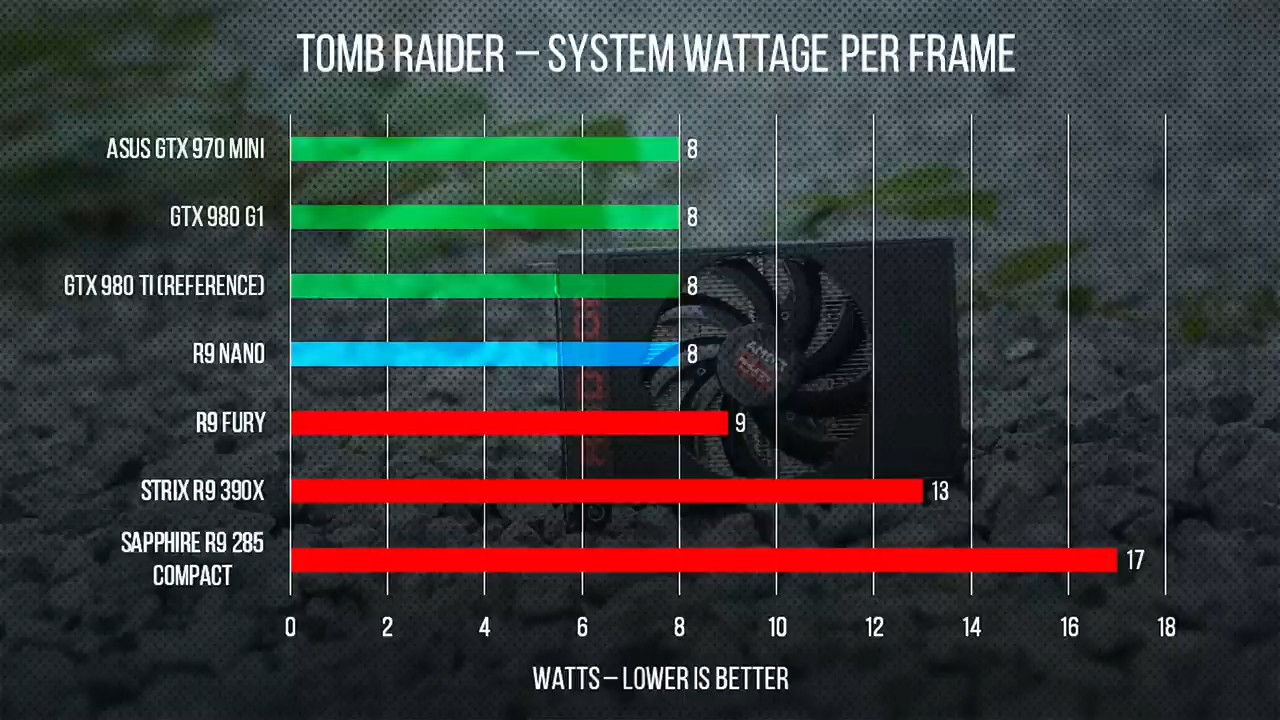 TOMB RAIDER – SYSTEM WATTAGE PER FRAME
ASUS GTX 970 MINI 8
GTX 980 G1 8
GTX 980 TI (REFERENCE) 8
R9 NANO 8
R9 FURY 9
STRIX R9 390X 13
SAPPHIRE R9 285
COMPACT 17
0 2 4 6 8 10 12 14 16 18
WATTS – LOWER IS BETTER
AMD